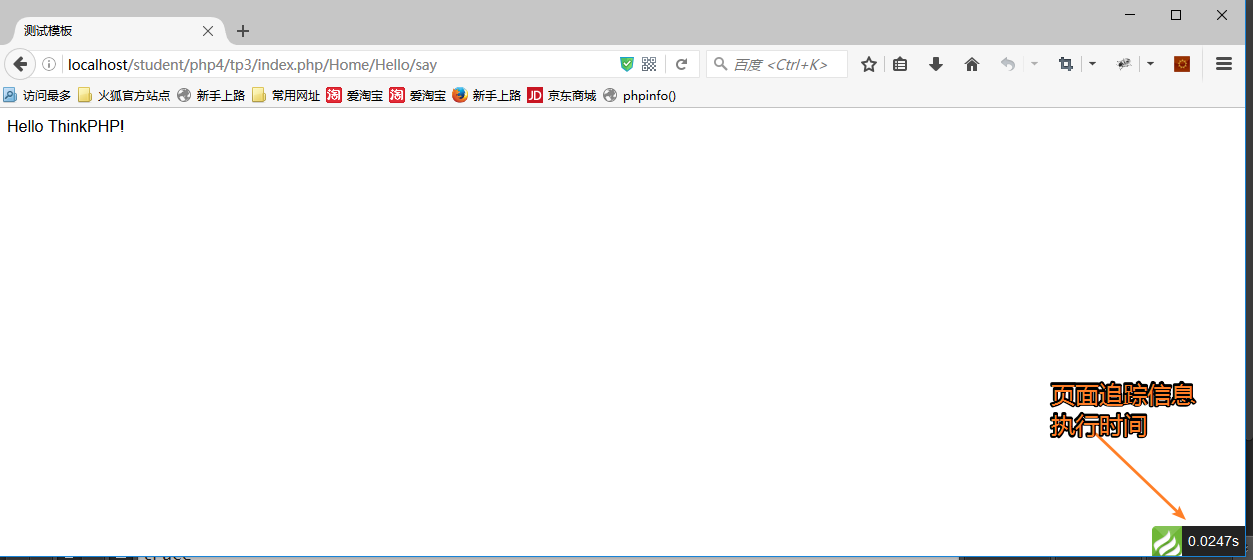 测试模板
localhost/student/php4/tp3/index.php/Home/Hello/say
百度 <Ctrl+K>
访问最多 火狐官方站点 新手上路 常用网址 淘 爱淘宝 淘 爱淘宝 新手上路 JD 京东商城 phpinfo()
Hello ThinkPHP!
页面追踪信息
执行时间
0.0247s